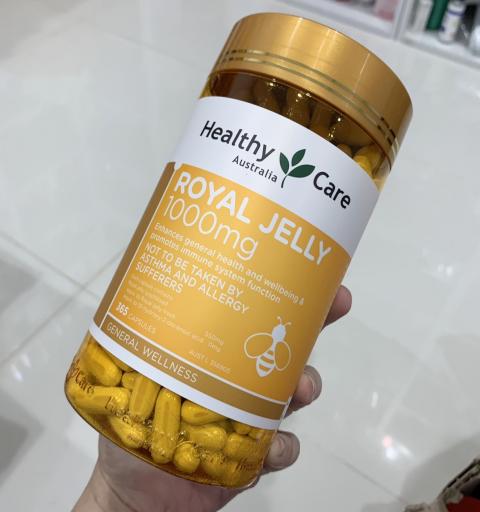 Healthy Care
Australia
ROYAL JELLY
1000mg
Enhances general health and wellbeing &
promotes immune system function
NOT TO BE TAKEN BY
ASTHMA AND ALLERGY
SUFFERERS
365 CAPSULES
AUST L
GENERAL WELLNESS